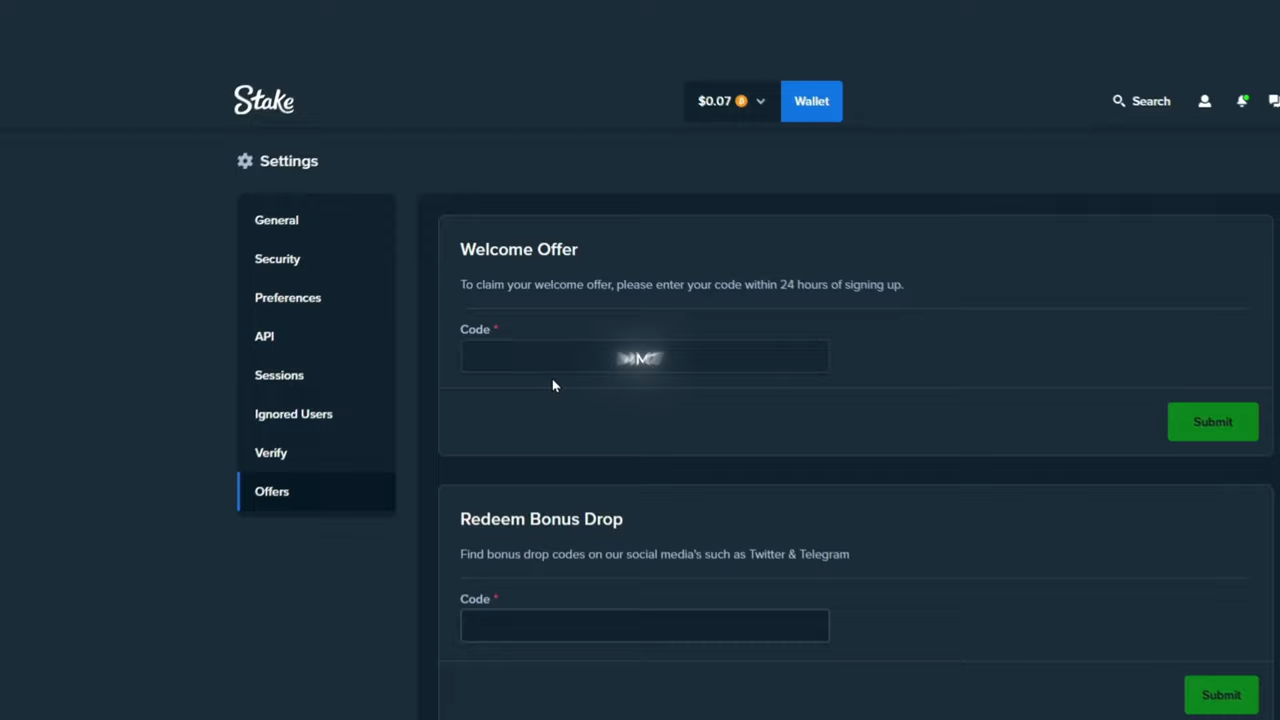 Stake
$0.07
Wallet
Search
Settings
General
Security
Preferences
API
Sessions
Ignored Users
Verify
Offers
Welcome Offer
To claim your welcome offer, please enter your code within 24 hours of signing up.
Code *
Submit
Redeem Bonus Drop
Find bonus drop codes on our social media's such as Twitter & Telegram
Code *
Submit